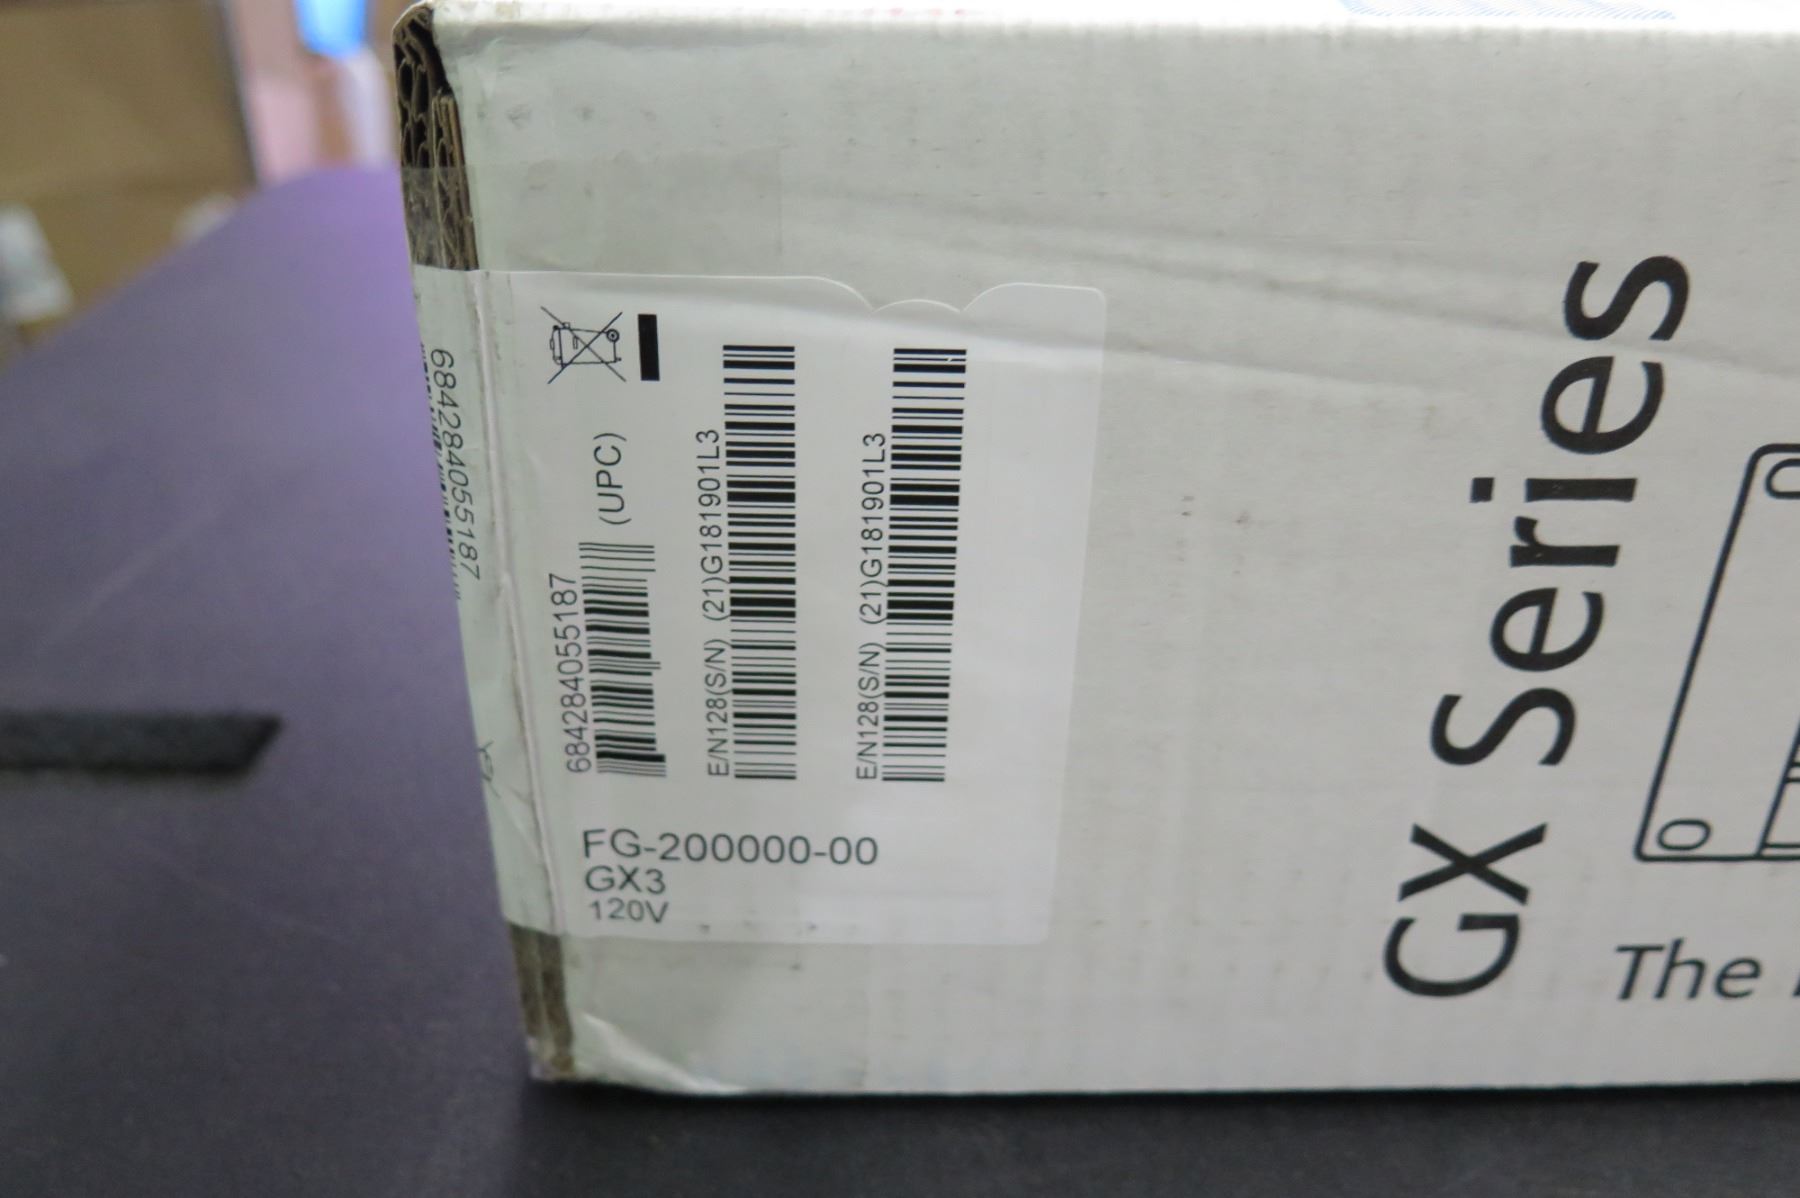 684284055187
684284055187 (UPC)
E/N128(S/N) (21)G181901L3
E/N128(S/N) (21)G181901L3
FG-200000-00
GX3
120V
GX Series
The